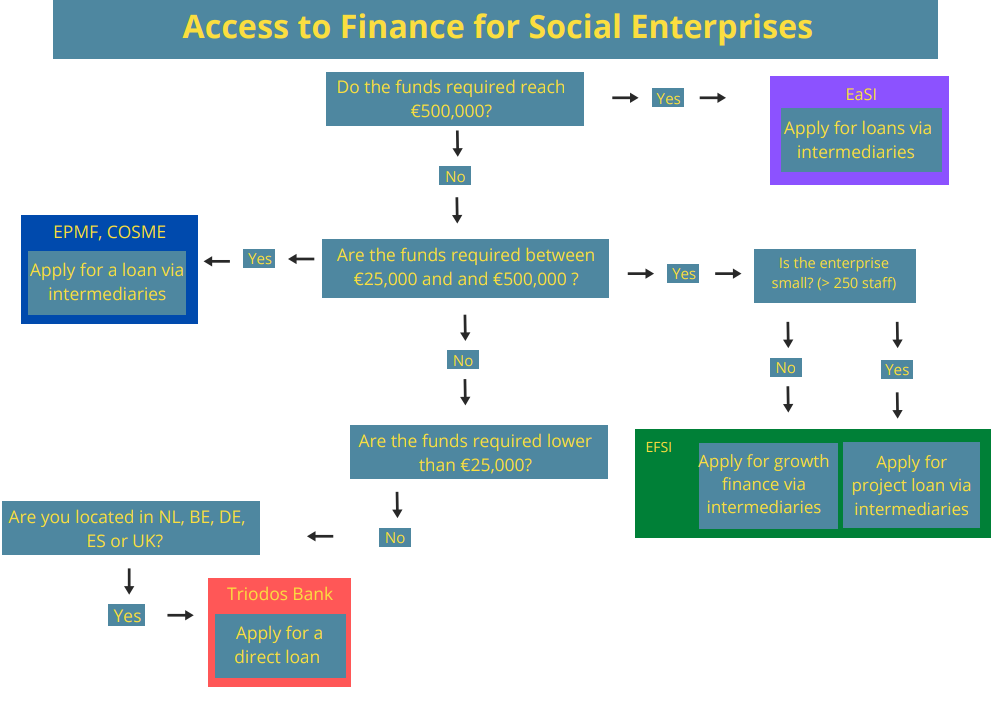 Access to Finance for Social Enterprises
Do the funds required reach
€500,000?
Yes
EaSI
Apply for loans via
intermediaries
No
EPMF, COSME
Apply for a loan via
intermediaries
Yes
Are the funds required between
€25,000 and and €500,000 ?
Yes
Is the enterprise
small? (> 250 staff)
No
No
Yes
Are the funds required lower
than €25,000?
EFSI
Apply for growth
finance via
intermediaries
Apply for
project loan via
intermediaries
Are you located in NL, BE, DE,
ES or UK?
No
Yes
Triodos Bank
Apply for a
direct loan